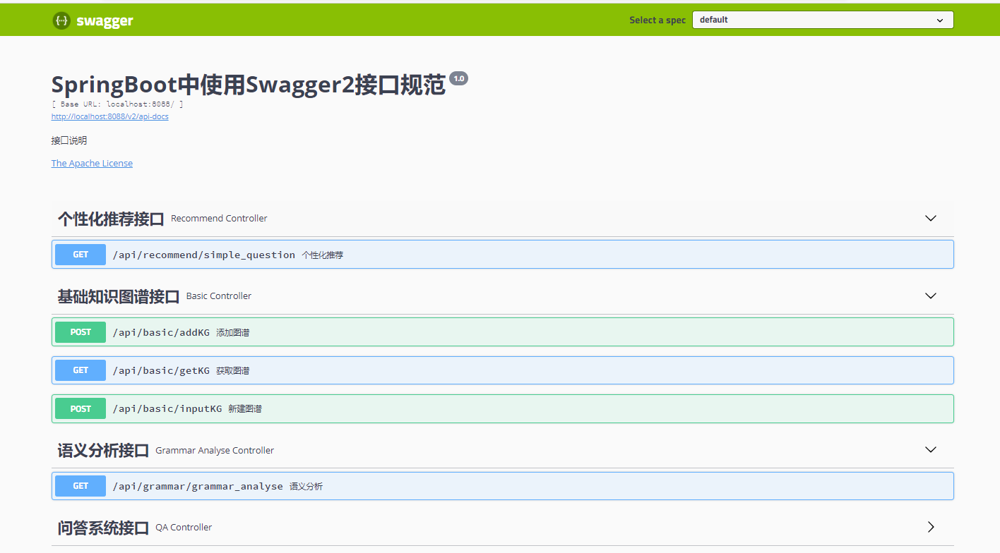 {··} swagger Select a spec default
SpringBoot中使用Swagger2接口规范 1.0
[ Base URL: localhost:8088/ ]
http://localhost:8088/v2/api-docs
接口说明
The Apache License
个性化推荐接口 Recommend Controller
GET /api/recommend/simple_question 个性化推荐
基础知识图谱接口 Basic Controller
POST /api/basic/addKG 添加图谱
GET /api/basic/getKG 获取图谱
POST /api/basic/inputKG 新建图谱
语义分析接口 Grammar Analyse Controller
GET /api/grammar/grammar_analyse 语义分析
问答系统接口 QA Controller